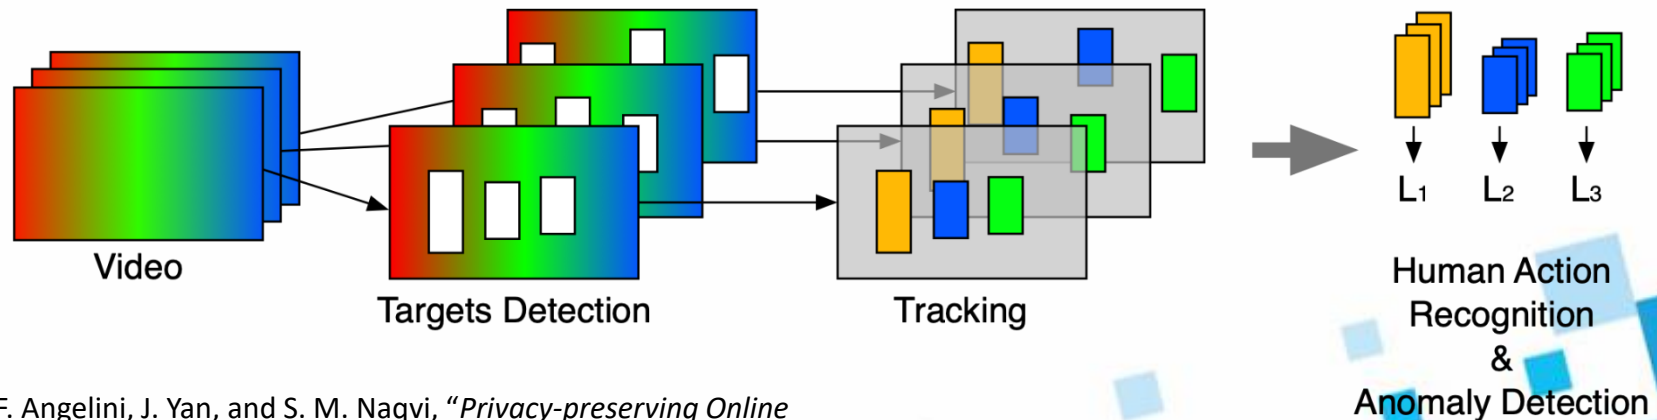 Video
Targets Detection
Tracking
L1
L2
L3
Human Action
Recognition
&
Anomaly Detection
F. Angelini, J. Yan, and S. M. Naqvi, “Privacy-preserving Online